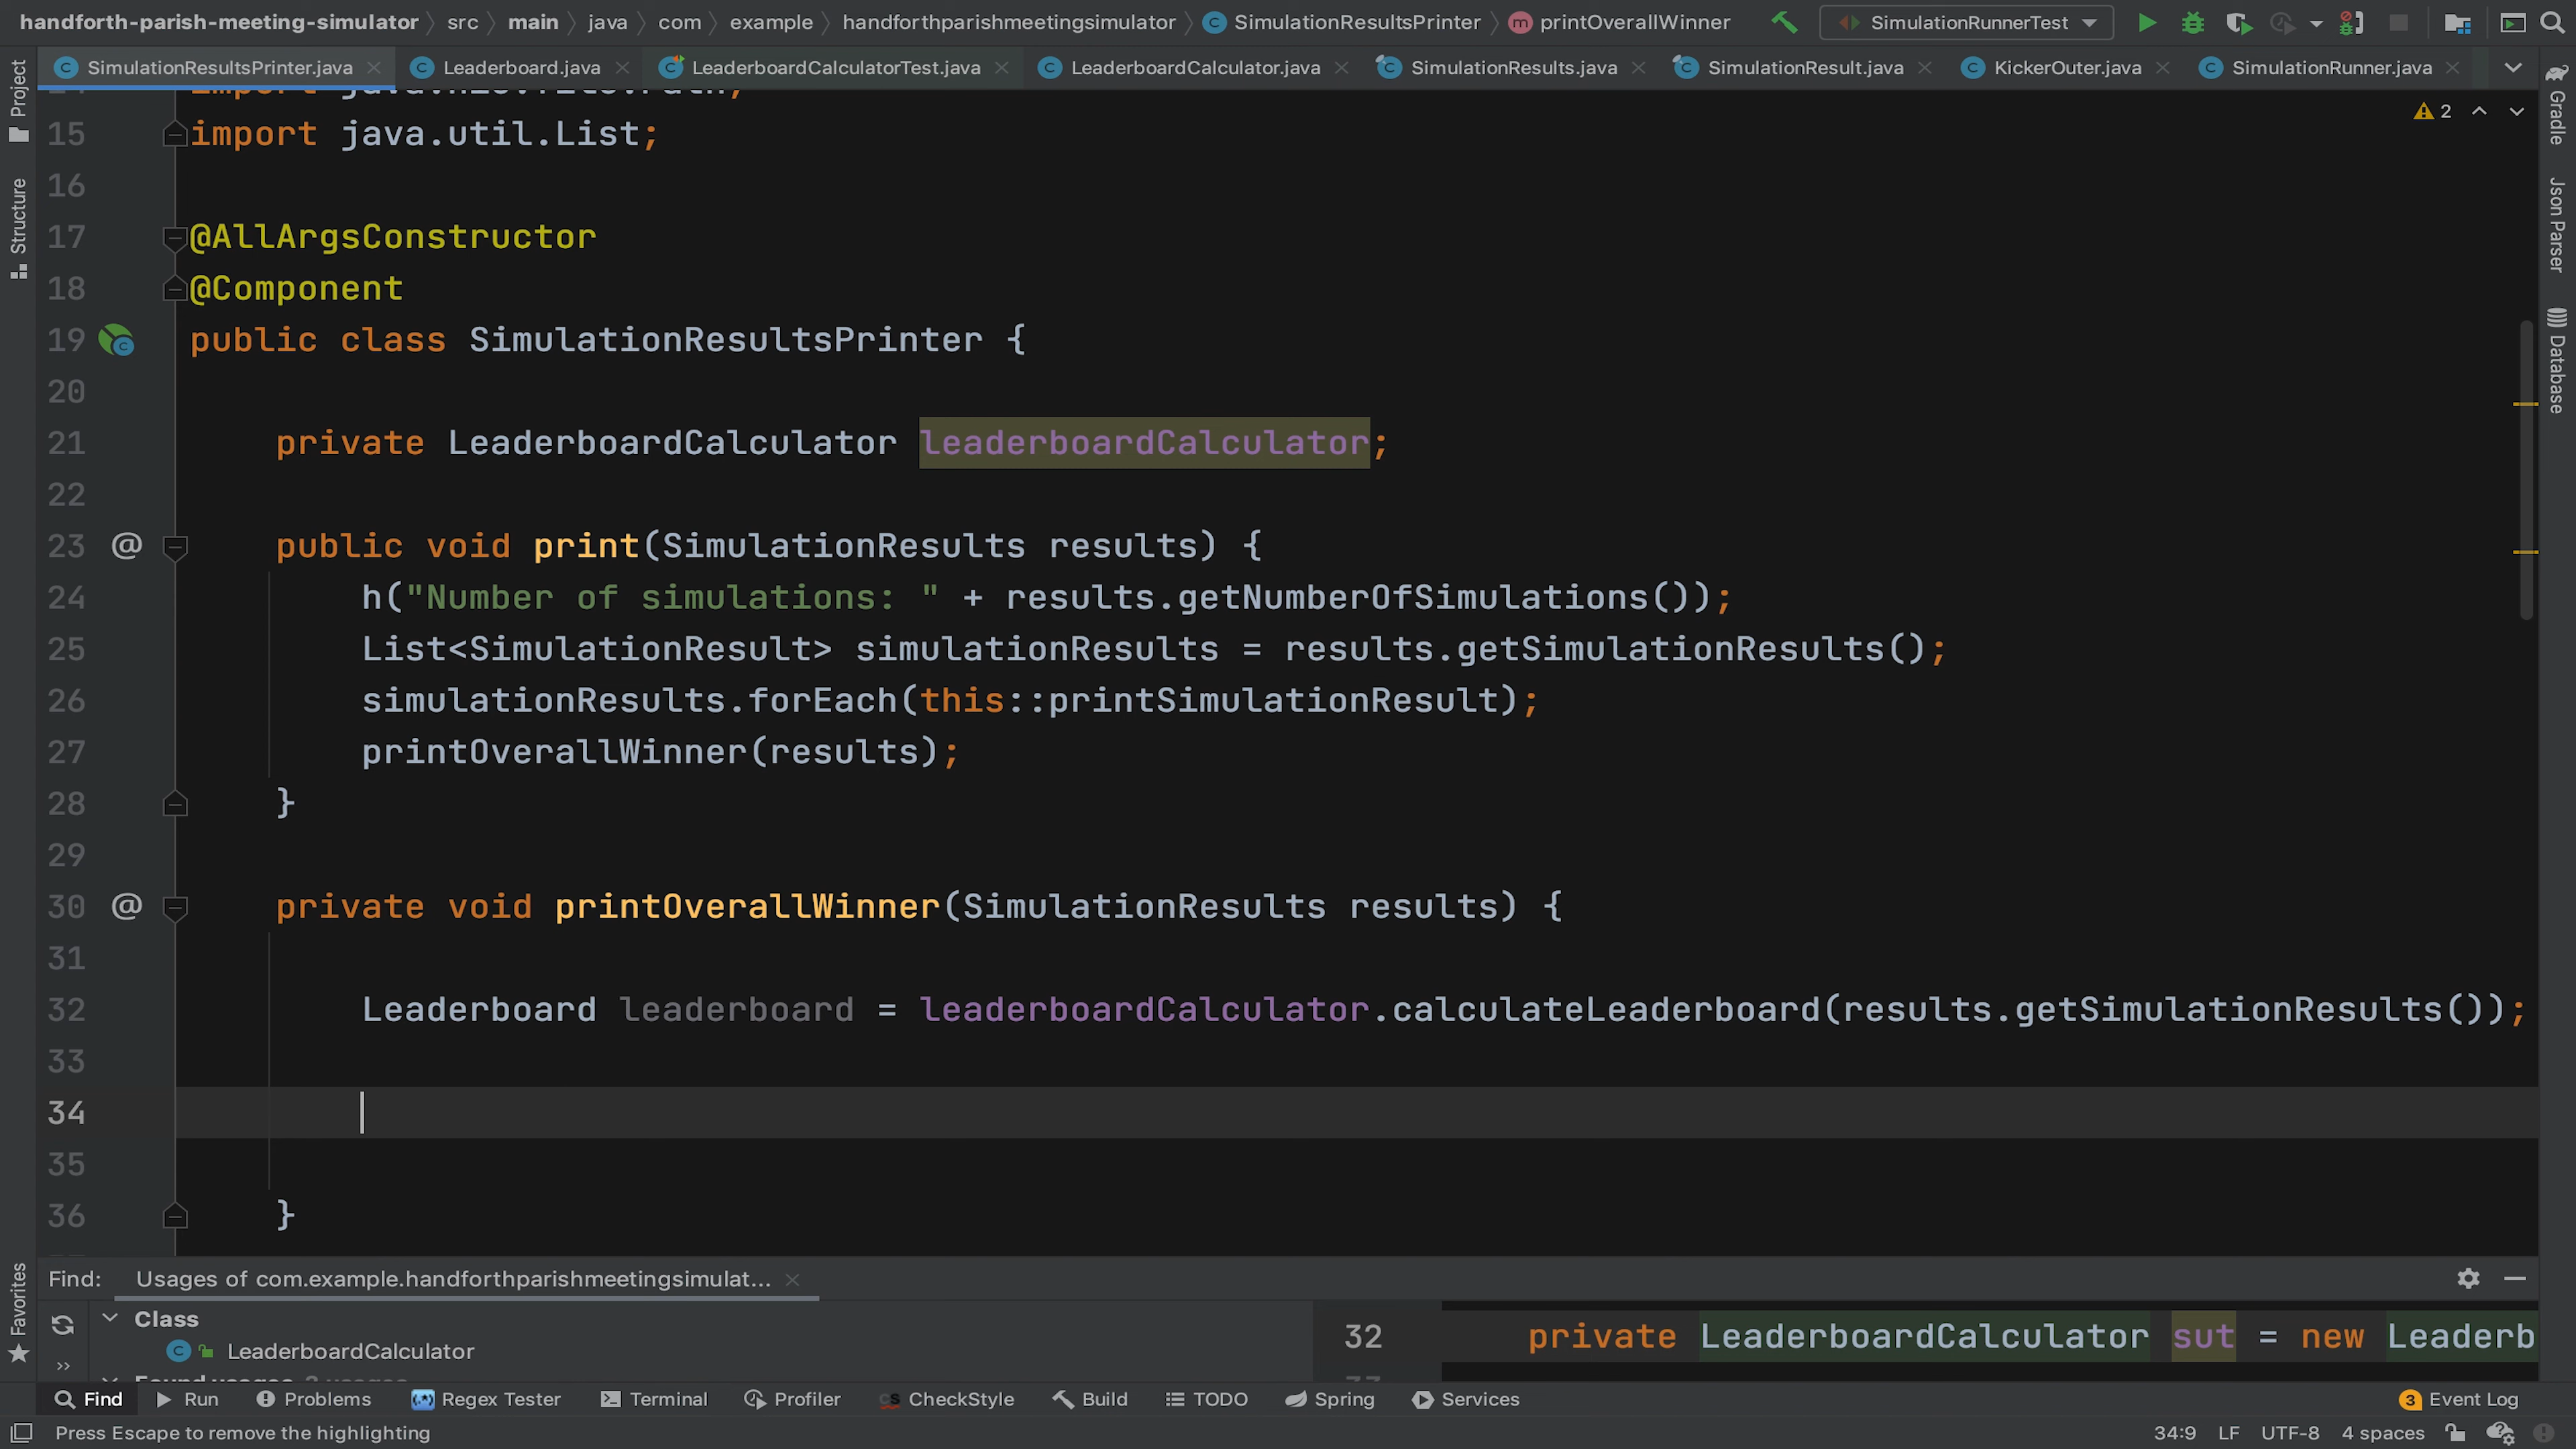 handforth-parish-meeting-simulator src main java com example handforthparishmeetingsimulator SimulationResultsPrinter printOverallWinner SimulationRunnerTest
SimulationResultsPrinter.java Leaderboard.java LeaderboardCalculatorTest.java LeaderboardCalculator.java SimulationResults.java SimulationResult.java KickerOuter.java SimulationRunner.java
Project
Structure
Favorites
Gradle
Json Parser
Database
2
15 import java.util.List;
16
17 @AllArgsConstructor
18 @Component
19 public class SimulationResultsPrinter {
20
21 private LeaderboardCalculator leaderboardCalculator;
22
23 @ public void print(SimulationResults results) {
24 h("Number of simulations: " + results.getNumberOfSimulations());
25 List<SimulationResult> simulationResults = results.getSimulationResults();
26 simulationResults.forEach(this::printSimulationResult);
27 printOverallWinner(results);
28 }
29
30 @ private void printOverallWinner(SimulationResults results) {
31
32 Leaderboard leaderboard = leaderboardCalculator.calculateLeaderboard(results.getSimulationResults());
33
34
35
36 }
Find: Usages of com.example.handforthparishmeetingsimulat...
Class
LeaderboardCalculator
32 private LeaderboardCalculator sut = new Leaderb
Find Run Problems Regex Tester Terminal Profiler CheckStyle Build TODO Spring Services 3 Event Log
Press Escape to remove the highlighting 34:9 LF UTF-8 4 spaces